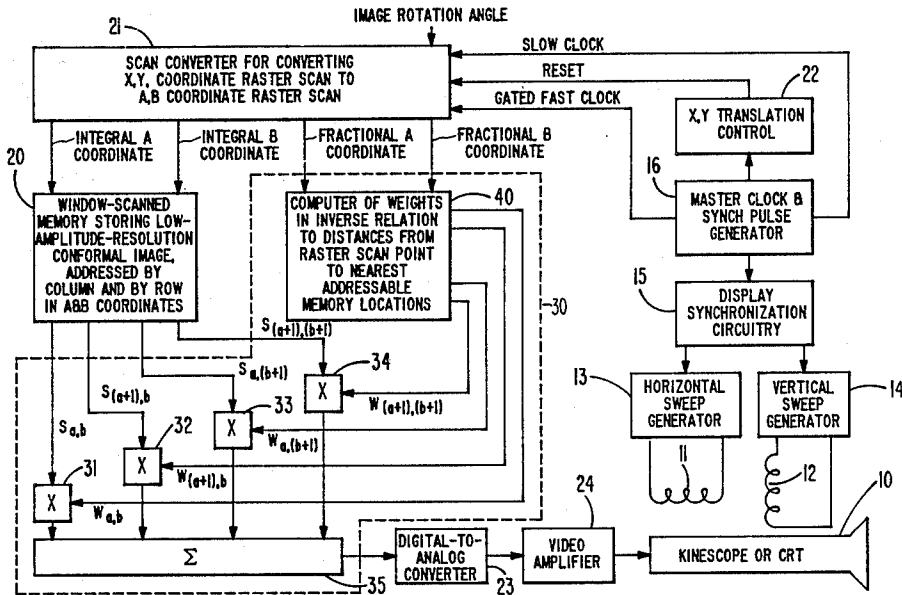 IMAGE ROTATION ANGLE
21
SCAN CONVERTER FOR CONVERTING
X,Y, COORDINATE RASTER SCAN TO
A,B COORDINATE RASTER SCAN
SLOW CLOCK
RESET
GATED FAST CLOCK
22
X,Y TRANSLATION
CONTROL
INTEGRAL A
COORDINATE
INTEGRAL B
COORDINATE
FRACTIONAL A
COORDINATE
FRACTIONAL B
COORDINATE
20
WINDOW-SCANNED
MEMORY STORING LOW-
AMPLITUDE-RESOLUTION
CONFORMAL IMAGE,
ADDRESSED BY
COLUMN AND BY ROW
IN A&B COORDINATES
40
COMPUTER OF WEIGHTS
IN INVERSE RELATION
TO DISTANCES FROM
RASTER SCAN POINT
TO NEAREST
ADDRESSABLE
MEMORY LOCATIONS
16
MASTER CLOCK &
SYNCH PULSE
GENERATOR
30
15
DISPLAY
SYNCHRONIZATION
CIRCUITRY
S(a+1),(b+1)
34
X
W(a+1),(b+1)
Sa,(b+1)
33
X
Wa,(b+1)
S(a+1),b
32
X
W(a+1),b
Sa,b
31
X
Wa,b
13
HORIZONTAL
SWEEP
GENERATOR
14
VERTICAL
SWEEP
GENERATOR
11
12
10
Σ
35
DIGITAL-TO-
ANALOG
CONVERTER
23
24
VIDEO
AMPLIFIER
KINESCOPE OR CRT